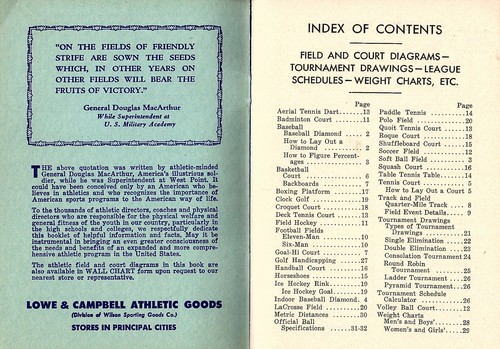 "ON THE FIELDS OF FRIENDLY
STRIFE ARE SOWN THE SEEDS
WHICH, IN OTHER YEARS ON
OTHER FIELDS WILL BEAR THE
FRUITS OF VICTORY."
General Douglas MacArthur
While Superintendent at
U. S. Military Academy
THE above quotation was written by athletic-minded
General Douglas MacArthur, America's illustrious sol-
dier, while he was Superintendent at West Point. It
could have been conceived only by an American who be-
lieves in athletics and who recognizes the importance of
American sports programs to the American way of life.
To the thousands of athletic directors, coaches and physical
directors who are responsible for the physical welfare and
general fitness of the youth in our country, particularly in
the high schools and colleges, we respectfully dedicate
this booklet of helpful information and facts. May it be
instrumental in bringing an even greater consciousness of
the needs and benefits of an expanded and more compre-
hensive athletic program in the United States.
The athletic field and court diagrams in this book are
also available in WALL CHART form upon request to our
nearest store or representative.
LOWE & CAMPBELL ATHLETIC GOODS
(Division of Wilson Sporting Goods Co.)
STORES IN PRINCIPAL CITIES
INDEX OF CONTENTS
FIELD AND COURT DIAGRAMS—
TOURNAMENT DRAWINGS—LEAGUE
SCHEDULES—WEIGHT CHARTS, ETC.
Page
Aerial Tennis Dart......13
Badminton Court ......11
Baseball
Baseball Diamond ..... 2
How to Lay Out a
Diamond ..... 2
How to Figure Percent-
ages ..... 3
Basketball
Court ..... 6
Backboards ..... 7
Boxing Platform .....17
Clock Golf .....19
Croquet Court .....18
Deck Tennis Court .....13
Field Hockey .....11
Football Fields
Eleven-Man .....10
Six-Man .....10
Goal-Hi Court ..... 7
Golf Handicapping .....27
Handball Court .....16
Horseshoes .....15
Ice Hockey Rink .....19
Ice Hockey Goal .....19
Indoor Baseball Diamond. 4
LaCrosse Field .....20
Metric Distances .....30
Official Ball
Specifications .....31-32
Page
Paddle Tennis .....14
Polo Field .....20
Quoit Tennis Court .....13
Roque Court .....18
Shuffleboard Court .....15
Soccer Field .....12
Soft Ball Field ..... 3
Squash Court .....16
Table Tennis Table .....14
Tennis Court ..... 5
How to Lay Out a Court 5
Track and Field
Quarter-Mile Track ... 8
Field Event Details.... 9
Tournament Drawings
Types of Tournament
Drawings .....21
Single Elimination .....22
Double Elimination .....23
Consolation Tournament 24
Round Robin
Tournament .....25
Ladder Tournament ....26
Pyramid Tournament...26
Tournament Schedule
Calculator .....26
Volley Ball Court .....12
Weight Charts
Men's and Boys' .....28
Women's and Girls' ....29